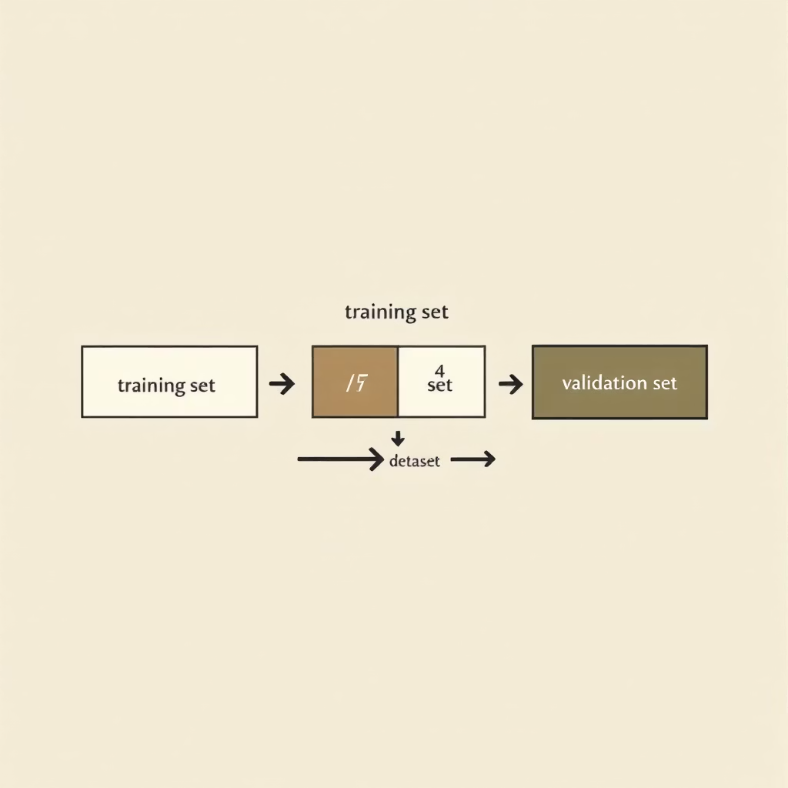 training set
training set
4
set
validation set
detaset